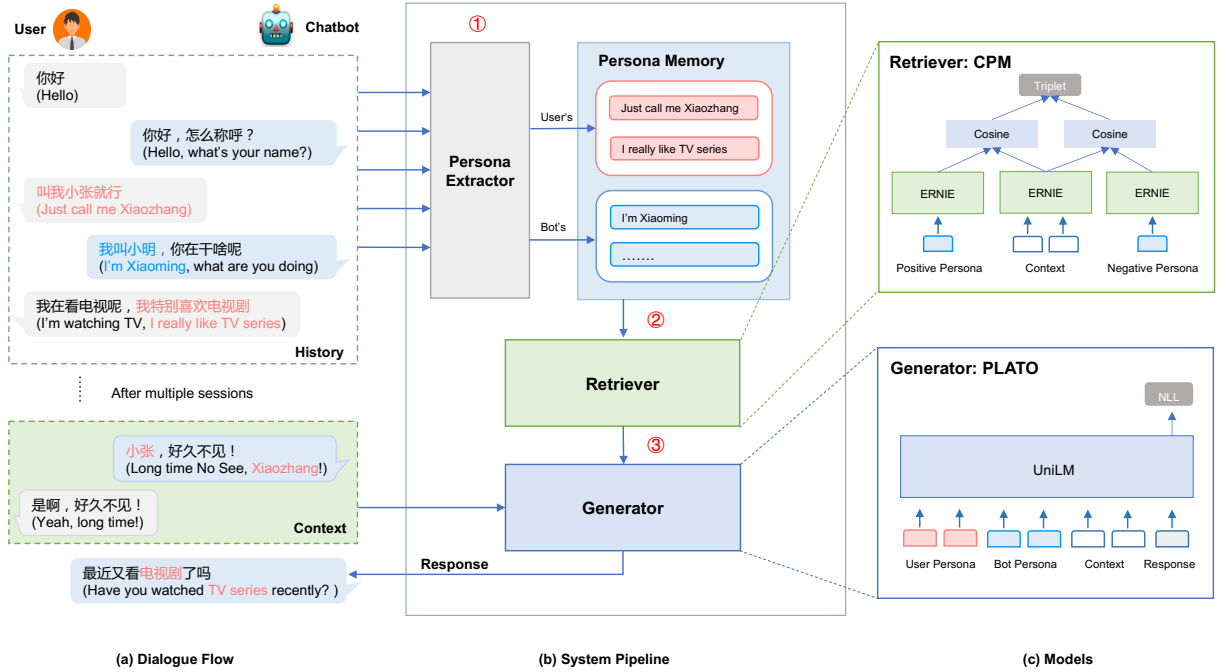 User
Chatbot
你好
(Hello)
你好，怎么称呼？
(Hello, what's your name?)
叫我小张就行
(Just call me Xiaozhang)
我叫小明，你在干啥呢
(I'm Xiaoming, what are you doing)
我在看电视呢，我特别喜欢电视剧
(I'm watching TV, I really like TV series)
History
After multiple sessions
小张，好久不见！
(Long time No See, Xiaozhang!)
是啊，好久不见！
(Yeah, long time!)
Context
最近又看电视剧了吗
(Have you watched TV series recently? )
(a) Dialogue Flow
①
Persona
Extractor
User's
Bot's
Persona Memory
Just call me Xiaozhang
I really like TV series
I'm Xiaoming
.......
②
Retriever
③
Generator
Response
(b) System Pipeline
Retriever: CPM
Triplet
Cosine
Cosine
ERNIE
ERNIE
ERNIE
Positive Persona
Context
Negative Persona
Generator: PLATO
NLL
UniLM
User Persona
Bot Persona
Context
Response
(c) Models